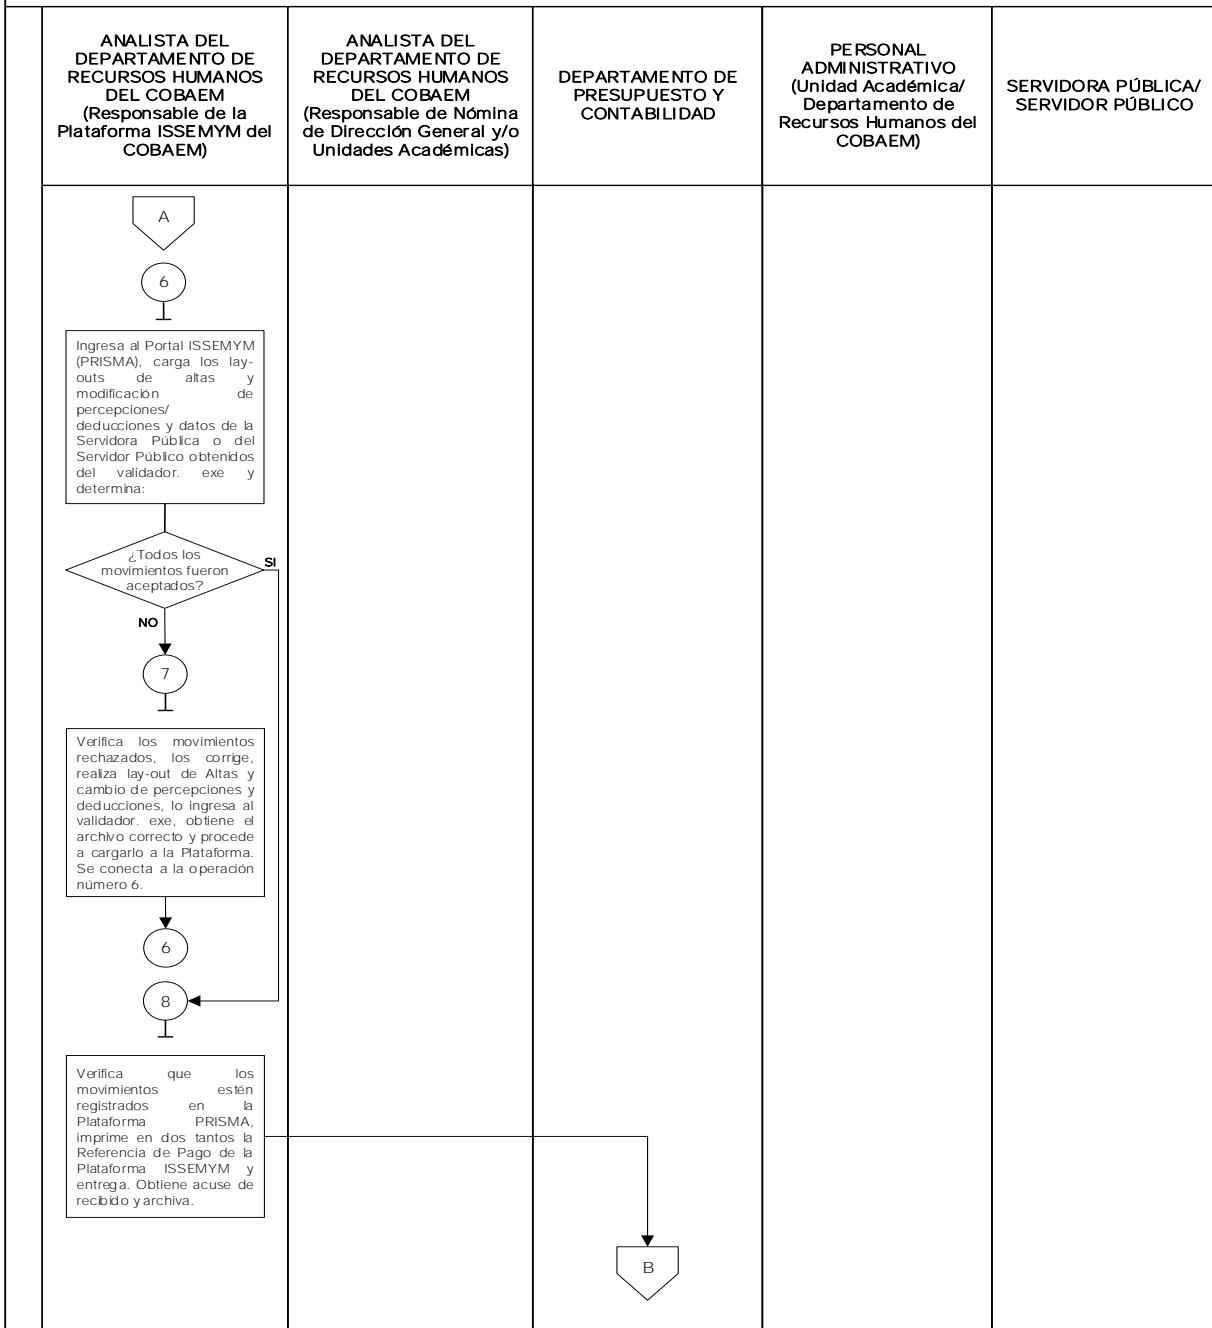 ANALISTA DEL
DEPARTAMENTO DE
RECURSOS HUMANOS
DEL COBAEM
(Responsable de la
Plataforma ISSEMYM del
COBAEM)
ANALISTA DEL
DEPARTAMENTO DE
RECURSOS HUMANOS
DEL COBAEM
(Responsable de Nómina
de Dirección General y/o
Unidades Académicas)
DEPARTAMENTO DE
PRESUPUESTO Y
CONTABILIDAD
PERSONAL
ADMINISTRATIVO
(Unidad Académica/
Departamento de
Recursos Humanos del
COBAEM)
SERVIDORA PÚBLICA/
SERVIDOR PÚBLICO
A
6
Ingresa al Portal ISSEMYM
(PRISMA), carga los lay-
outs de altas y
modificación de
percepciones/
deducciones y datos de la
Servidora Pública o del
Servidor Público obtenidos
del validador. exe y
determina:
¿Todos los
movimientos fueron
aceptados?
SI
NO
7
Verifica los movimientos
rechazados, los corrige,
realiza lay-out de Altas y
cambio de percepciones y
deducciones, lo ingresa al
validador. exe, obtiene el
archivo correcto y procede
a cargarlo a la Plataforma.
Se conecta a la operación
número 6.
6
8
Verifica que los
movimientos estén
registrados en la
Plataforma PRISMA,
imprime en dos tantos la
Referencia de Pago de la
Plataforma ISSEMYM y
entrega. Obtiene acuse de
recibido y archiva.
B